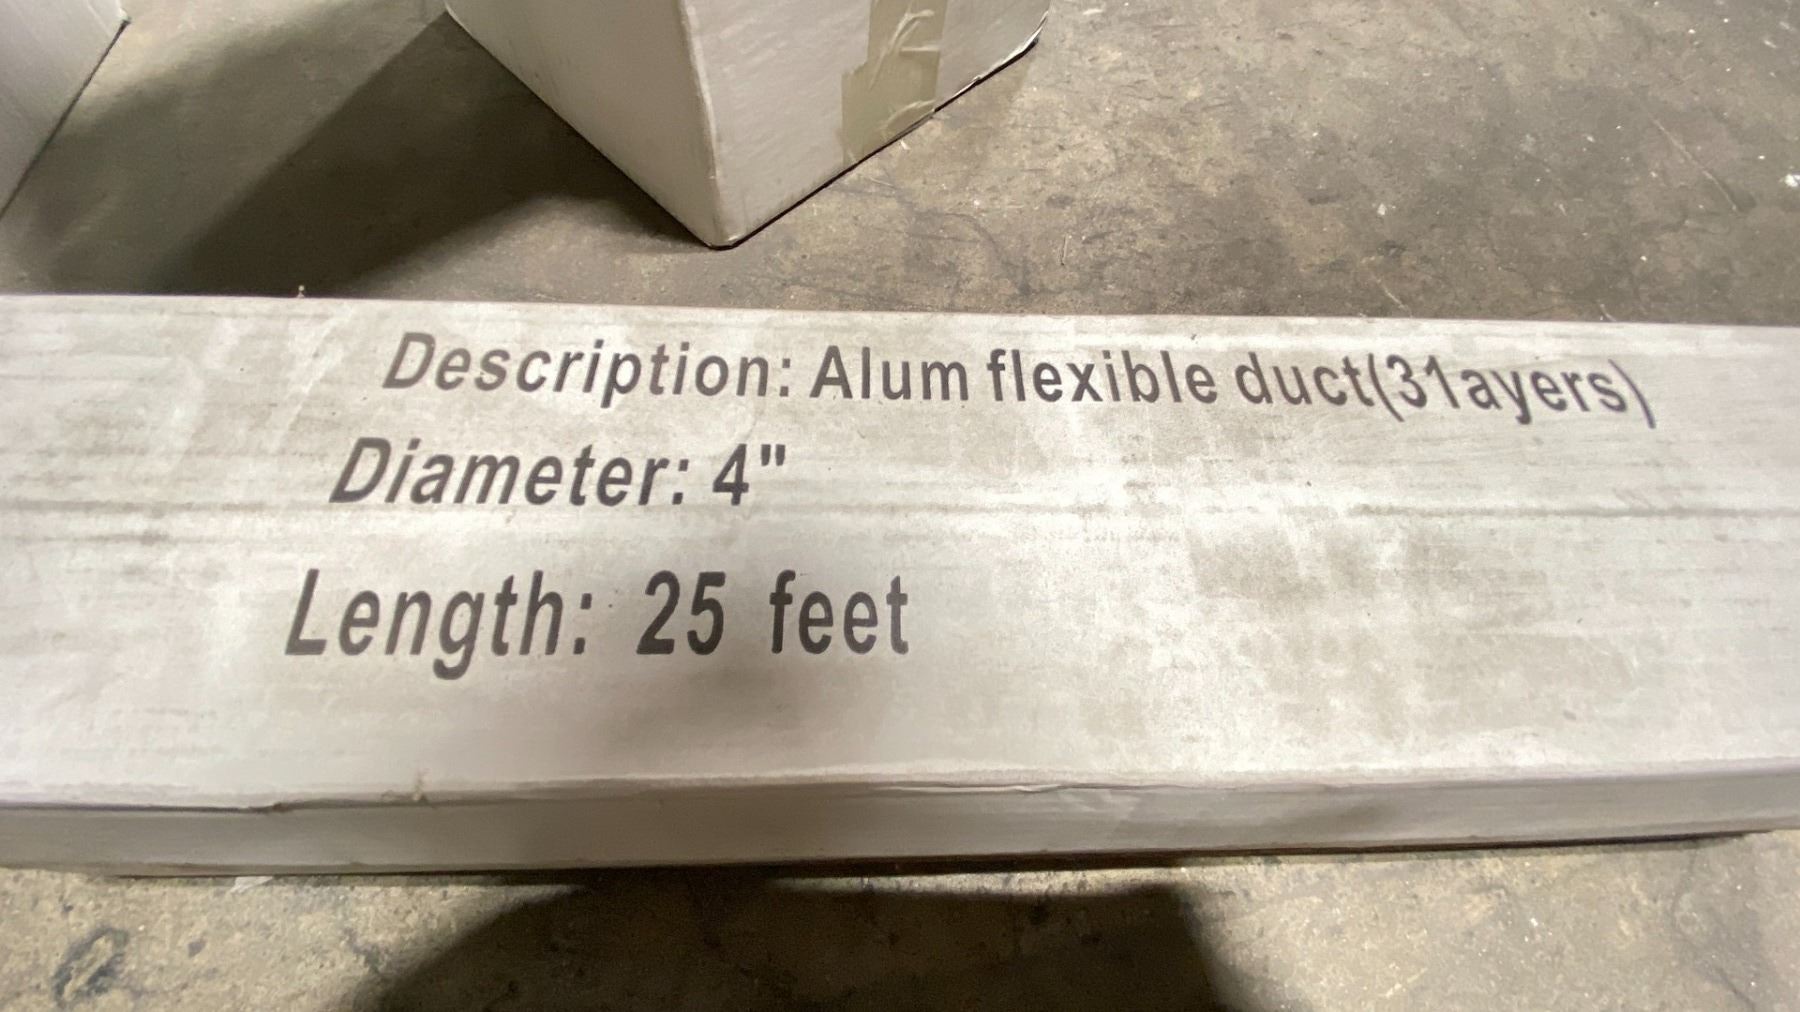 Description: Alum flexible duct(31ayers)
Diameter: 4"
Length: 25 feet